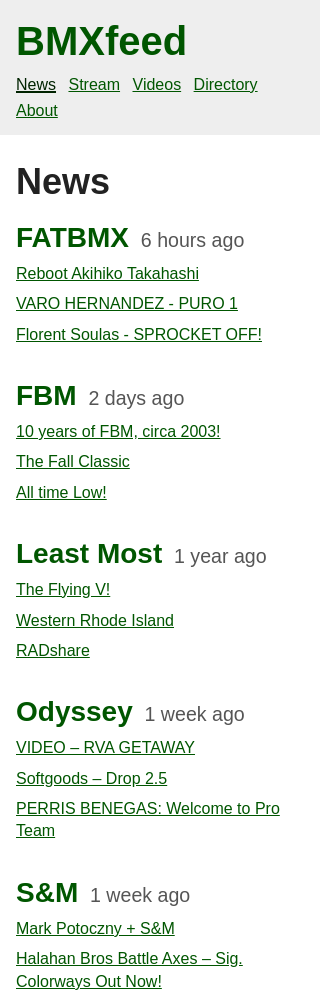 BMXfeed
News Stream Videos Directory
About
News
FATBMX 6 hours ago
Reboot Akihiko Takahashi
VARO HERNANDEZ - PURO 1
Florent Soulas - SPROCKET OFF!
FBM 2 days ago
10 years of FBM, circa 2003!
The Fall Classic
All time Low!
Least Most 1 year ago
The Flying V!
Western Rhode Island
RADshare
Odyssey 1 week ago
VIDEO – RVA GETAWAY
Softgoods – Drop 2.5
PERRIS BENEGAS: Welcome to Pro
Team
S&M 1 week ago
Mark Potoczny + S&M
Halahan Bros Battle Axes – Sig.
Colorways Out Now!